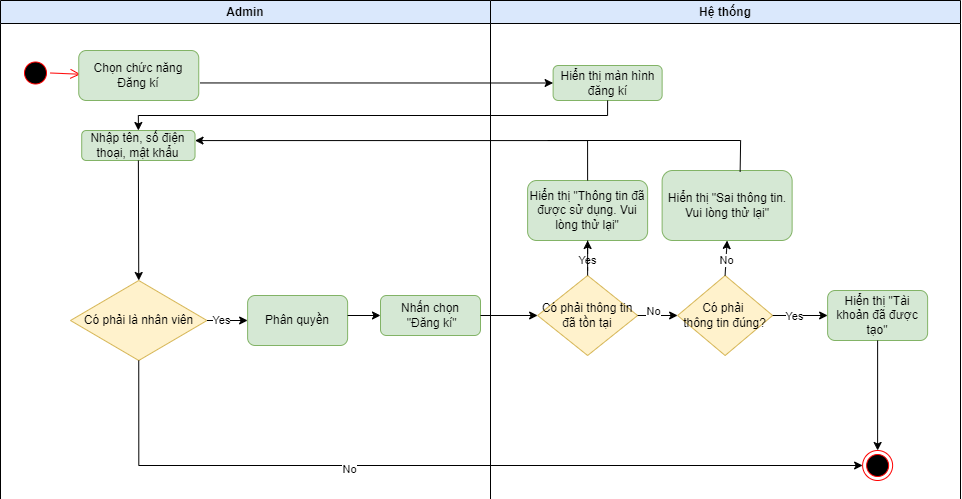 Admin
Hệ thống
Chọn chức năng
Đăng kí
Hiển thị màn hình
đăng kí
Nhập tên, số điện
thoại, mật khẩu
Hiển thị "Thông tin đã
được sử dụng. Vui
lòng thử lại"
Hiển thị "Sai thông tin.
Vui lòng thử lại"
Yes
No
Có phải là nhân viên
Yes
Phân quyền
Nhấn chọn
"Đăng kí"
Có phải thông tin
đã tồn tại
No
Có phải
thông tin đúng?
Yes
Hiển thị "Tài
khoản đã được
tạo"
No